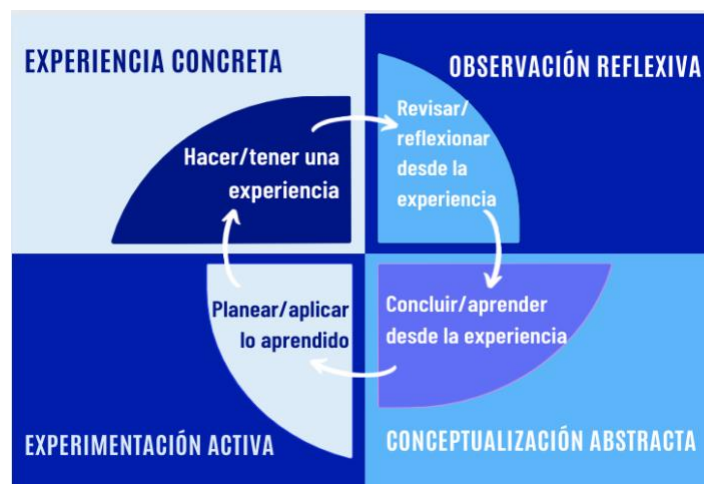 EXPERIENCIA CONCRETA
Hacer/tener una
experiencia
OBSERVACIÓN REFLEXIVA
Revisar/
reflexionar
desde la
experiencia
Concluir/aprender
desde la experiencia
CONCEPTUALIZACIÓN ABSTRACTA
Planear/aplicar
lo aprendido
EXPERIMENTACIÓN ACTIVA